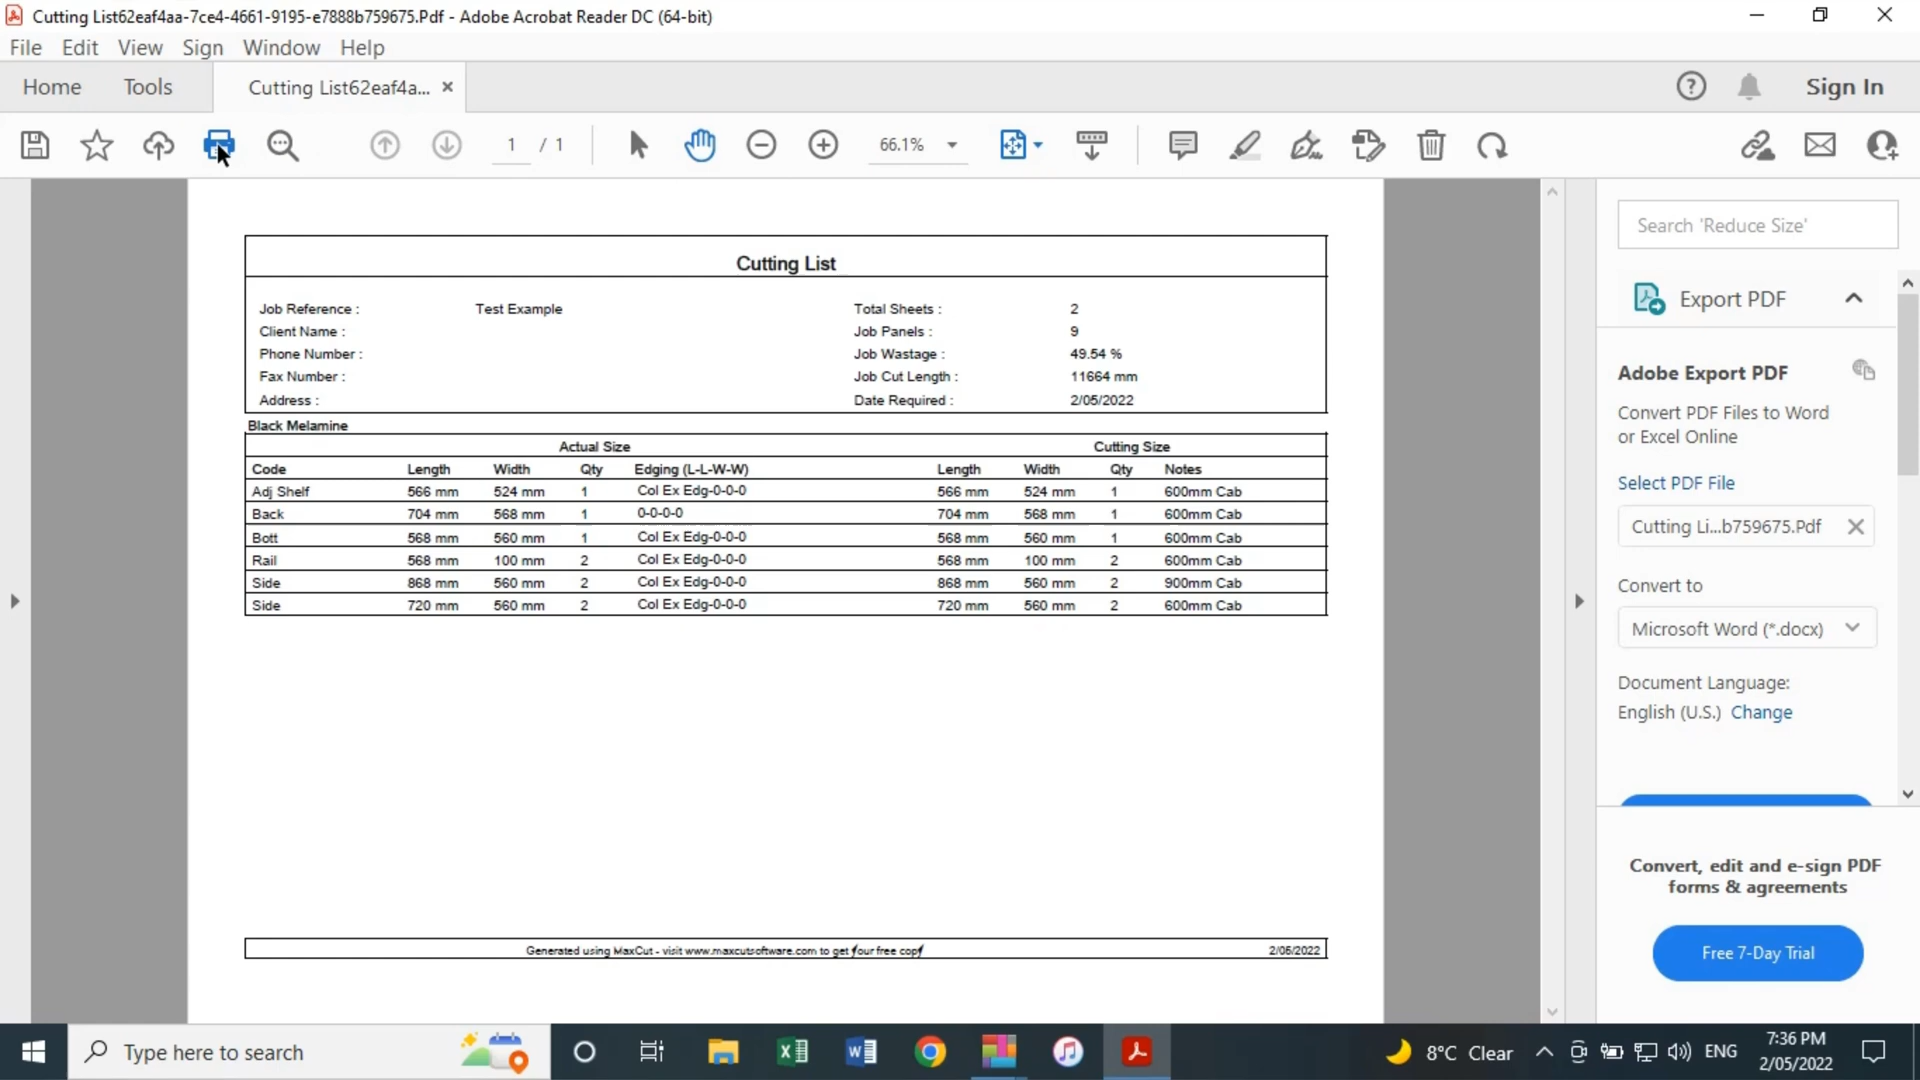 Cutting List62eaf4aa-7ce4-4661-9195-e7888b759675.Pdf - Adobe Acrobat Reader DC (64-bit)
File Edit View Sign Window Help
Home Tools Cutting List62eaf4a... × Sign In
1 / 1 66.1%
Cutting List
Job Reference : Test Example Total Sheets : 2
Client Name : Job Panels : 9
Phone Number : Job Wastage : 49.54 %
Fax Number : Job Cut Length : 11664 mm
Address : Date Required : 2/05/2022
Black Melamine
Actual Size Cutting Size
Code Length Width Qty Edging (L-L-W-W) Length Width Qty Notes
Adj Shelf 566 mm 524 mm 1 Col Ex Edg-0-0-0 566 mm 524 mm 1 600mm Cab
Back 704 mm 568 mm 1 0-0-0-0 704 mm 568 mm 1 600mm Cab
Bott 568 mm 560 mm 1 Col Ex Edg-0-0-0 568 mm 560 mm 1 600mm Cab
Rail 568 mm 100 mm 2 Col Ex Edg-0-0-0 568 mm 100 mm 2 600mm Cab
Side 868 mm 560 mm 2 Col Ex Edg-0-0-0 868 mm 560 mm 2 900mm Cab
Side 720 mm 560 mm 2 Col Ex Edg-0-0-0 720 mm 560 mm 2 600mm Cab
Generated using MaxCut - visit www.maxcutsoftware.com to get your free copy 2/05/2022
Search 'Reduce Size'
Export PDF
Adobe Export PDF
Convert PDF Files to Word
or Excel Online
Select PDF File
Cutting Li...b759675.Pdf
Convert to
Microsoft Word (*.docx)
Document Language:
English (U.S.) Change
Convert, edit and e-sign PDF
forms & agreements
Free 7-Day Trial
Type here to search
8°C Clear
ENG
7:36 PM
2/05/2022